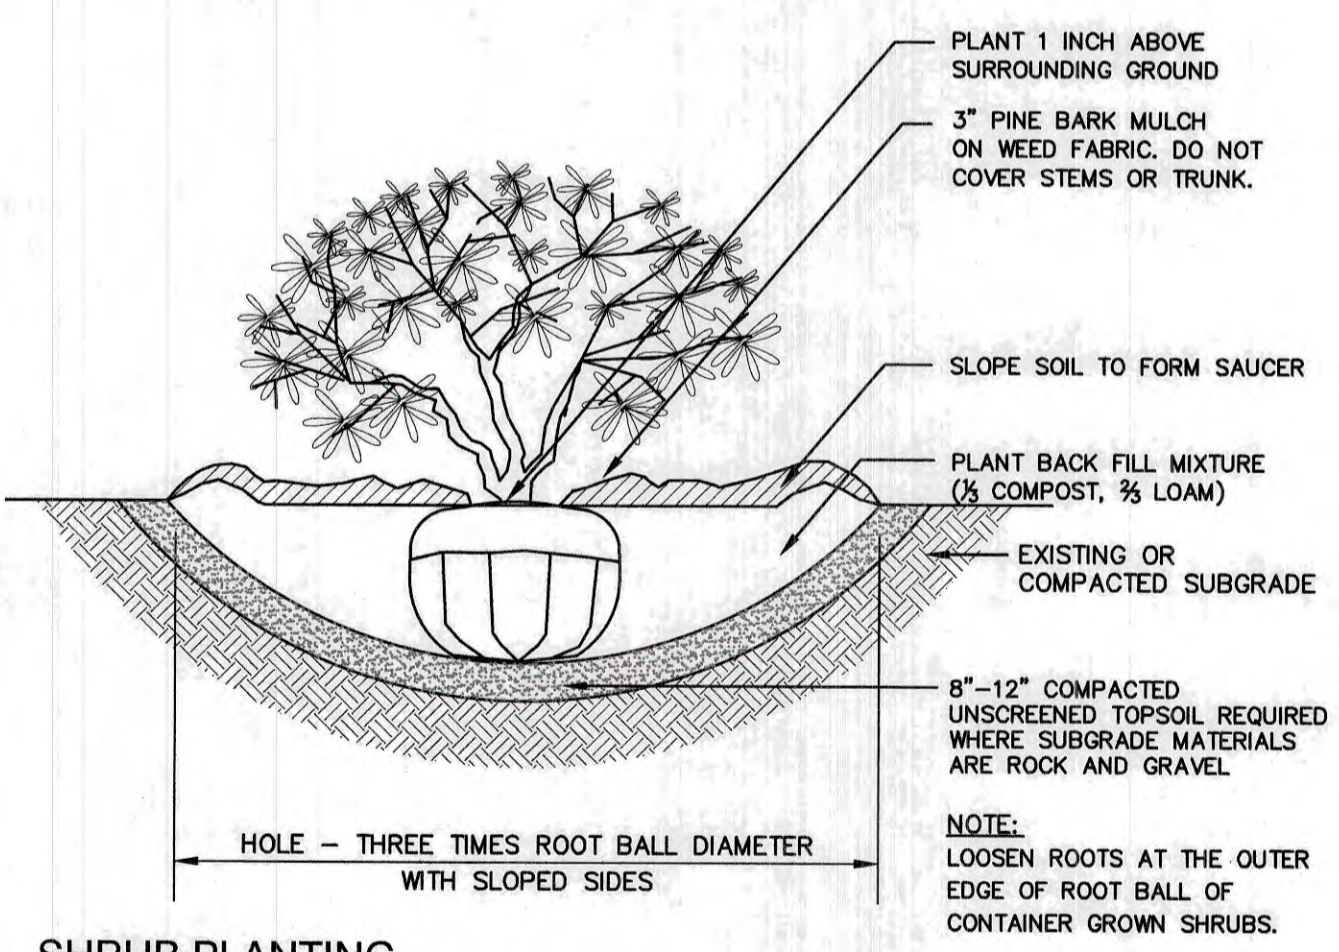 PLANT 1 INCH ABOVE
SURROUNDING GROUND
3" PINE BARK MULCH
ON WEED FABRIC. DO NOT
COVER STEMS OR TRUNK.
SLOPE SOIL TO FORM SAUCER
PLANT BACK FILL MIXTURE
(⅓ COMPOST, ⅔ LOAM)
EXISTING OR
COMPACTED SUBGRADE
8"-12" COMPACTED
UNSCREENED TOPSOIL REQUIRED
WHERE SUBGRADE MATERIALS
ARE ROCK AND GRAVEL
HOLE - THREE TIMES ROOT BALL DIAMETER
WITH SLOPED SIDES
NOTE:
LOOSEN ROOTS AT THE OUTER
EDGE OF ROOT BALL OF
CONTAINER GROWN SHRUBS.
SHRUB PLANTING